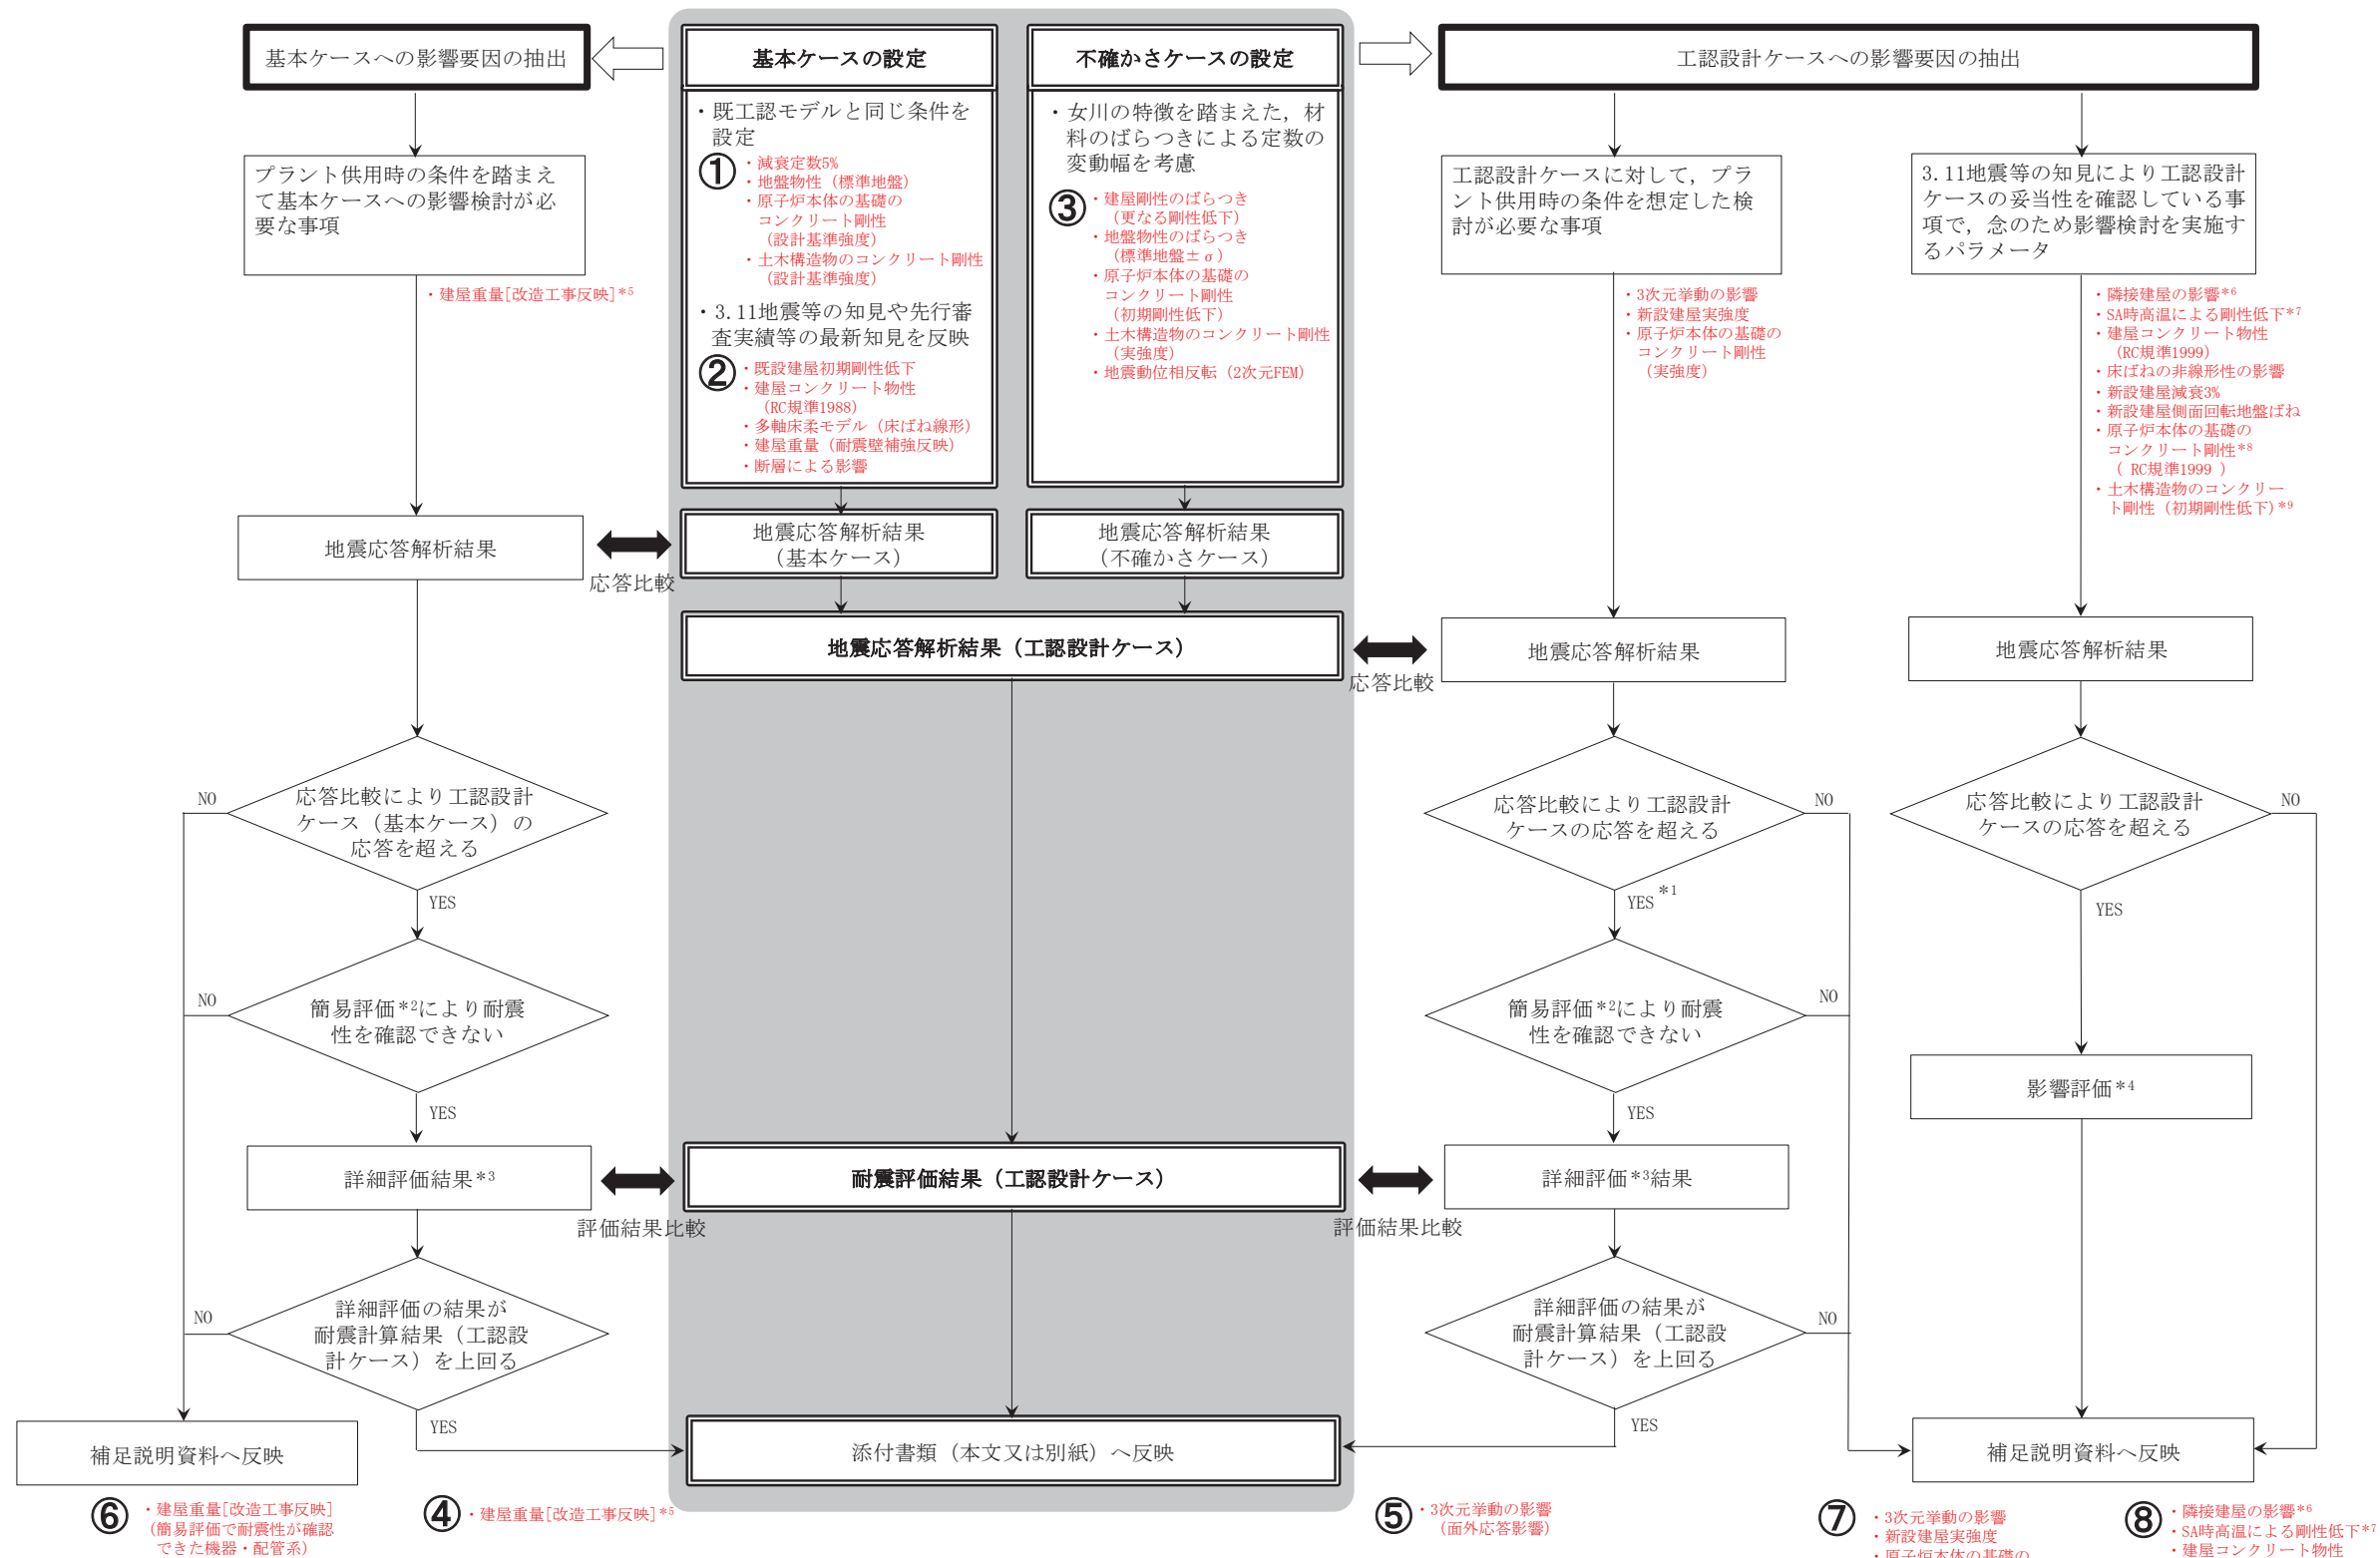 基本ケースへの影響要因の抽出
プラント供用時の条件を踏まえ
て基本ケースへの影響検討が必
要な事項
・建屋重量[改造工事反映]*5
地震応答解析結果
応答比較
応答比較により工認設計
ケース（基本ケース）の
応答を超える
NO
YES
簡易評価*2により耐震
性を確認できない
NO
YES
詳細評価結果*3
評価結果比較
詳細評価の結果が
耐震計算結果（工認設
計ケース）を上回る
NO
YES
補足説明資料へ反映
⑥
・建屋重量[改造工事反映]
（簡易評価で耐震性が確認
できた機器・配管系）
④
・建屋重量[改造工事反映]*5
基本ケースの設定
・既工認モデルと同じ条件を
設定
①
・減衰定数5%
・地盤物性（標準地盤）
・原子炉本体の基礎の
コンクリート剛性
（設計基準強度）
・土木構造物のコンクリート剛性
（設計基準強度）
・3.11地震等の知見や先行審
査実績等の最新知見を反映
②
・既設建屋初期剛性低下
・建屋コンクリート物性
（RC規準1988）
・多軸床柔モデル（床ばね線形）
・建屋重量（耐震壁補強反映）
・断層による影響
地震応答解析結果
（基本ケース）
不確かさケースの設定
・女川の特徴を踏まえた，材
料のばらつきによる定数の
変動幅を考慮
③
・建屋剛性のばらつき
（更なる剛性低下）
・地盤物性のばらつき
（標準地盤±σ）
・原子炉本体の基礎の
コンクリート剛性
（初期剛性低下）
・土木構造物のコンクリート剛性
（実強度）
・地震動位相反転（2次元FEM）
地震応答解析結果
（不確かさケース）
地震応答解析結果（工認設計ケース）
耐震評価結果（工認設計ケース）
添付書類（本文又は別紙）へ反映
工認設計ケースへの影響要因の抽出
工認設計ケースに対して，プラ
ント供用時の条件を想定した検
討が必要な事項
・3次元挙動の影響
・新設建屋実強度
・原子炉本体の基礎の
コンクリート剛性
（実強度）
地震応答解析結果
応答比較
応答比較により工認設計
ケースの応答を超える
NO
YES*1
簡易評価*2により耐震
性を確認できない
NO
YES
詳細評価*3結果
評価結果比較
詳細評価の結果が
耐震計算結果（工認設
計ケース）を上回る
NO
YES
⑤
・3次元挙動の影響
（面外応答影響）
3.11地震等の知見により工認設計
ケースの妥当性を確認している事
項で，念のため影響検討を実施す
るパラメータ
・隣接建屋の影響*6
・SA時高温による剛性低下*7
・建屋コンクリート物性
（RC規準1999）
・床ばねの非線形性の影響
・新設建屋減衰3%
・新設建屋側面回転地盤ばね
・原子炉本体の基礎の
コンクリート剛性*8
（ RC規準1999 ）
・土木構造物のコンクリー
ト剛性（初期剛性低下）*9
地震応答解析結果
応答比較により工認設計
ケースの応答を超える
NO
YES
影響評価*4
補足説明資料へ反映
⑦
・3次元挙動の影響
・新設建屋実強度
・原子炉本体の基礎の
⑧
・隣接建屋の影響*6
・SA時高温による剛性低下*7
・建屋コンクリート物性